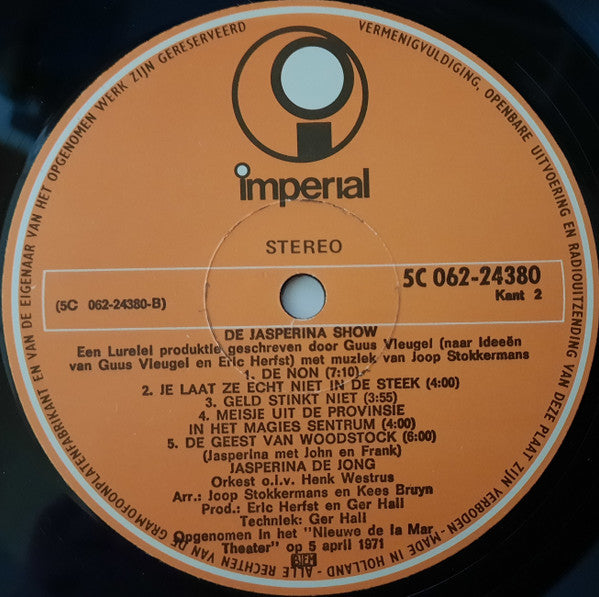 ALLE RECHTEN VAN DE GRAMOFOONPLATENFABRIKANT EN VAN DE EIGENAAR VAN HET OPGENOMEN WERK ZIJN GERESERVEERD
VERMENIGVULDIGING, OPENBARE UITVOERING EN RADIOUITZENDING VAN DEZE PLAAT ZIJN VERBODEN - MADE IN HOLLAND -
imperial
STEREO
5C 062-24380
Kant 2
(5C 062-24380-B)
DE JASPERINA SHOW
Een Lurelei produktie geschreven door Guus Vleugel (naar ideeën
van Guus Vleugel en Eric Herfst) met muziek van Joop Stokkermans
1. DE NON (7:10)
2. JE LAAT ZE ECHT NIET IN DE STEEK (4:00)
3. GELD STINKT NIET (3:55)
4. MEISJE UIT DE PROVINSIE
IN HET MAGIES SENTRUM (4:00)
5. DE GEEST VAN WOODSTOCK (6:00)
(Jasperina met John en Frank)
JASPERINA DE JONG
Orkest o.l.v. Henk Westrus
Arr.: Joop Stokkermans en Kees Bruyn
Prod.: Eric Herfst en Ger Hall
Techniek: Ger Hall
Opgenomen in het "Nieuwe de la Mar
Theater" op 5 april 1971
STEMRA